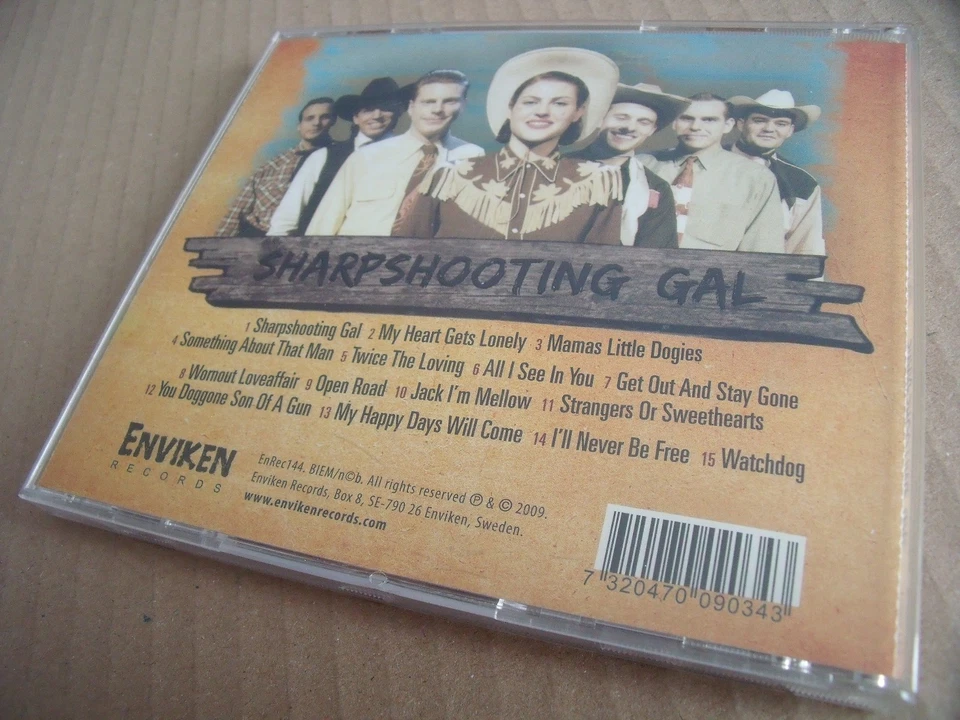 SHARPSHOOTING GAL
1 Sharpshooting Gal 2 My Heart Gets Lonely 3 Mamas Little Dogies
4 Something About That Man 5 Twice The Loving 6 All I See In You 7 Get Out And Stay Gone
8 Wornout Loveaffair 9 Open Road 10 Jack I'm Mellow 11 Strangers Or Sweethearts
12 You Doggone Son Of A Gun 13 My Happy Days Will Come 14 I'll Never Be Free 15 Watchdog
ENVIKEN
RECORDS
EnRec144. BIEM/n©b. All rights reserved ℗ & © 2009.
Enviken Records, Box 8, SE-790 26 Enviken, Sweden.
www.envikenrecords.com
7 320470 090343